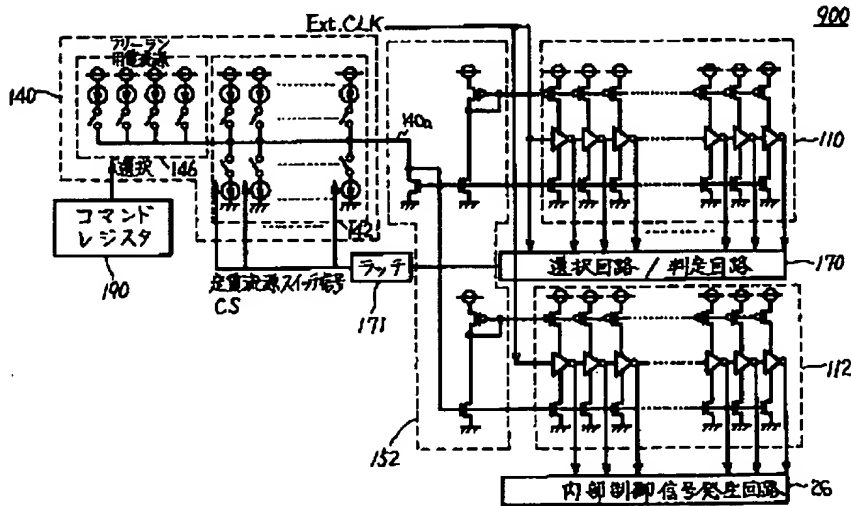 900
Ext.CLK
フリーラン
用電流源
140
140a
110
選択
146
142
コマンド
レジスタ
190
定電流源スイッチ信号
CS
ラッチ
171
選択回路/判定回路
170
112
152
内部制御信号発生回路
26